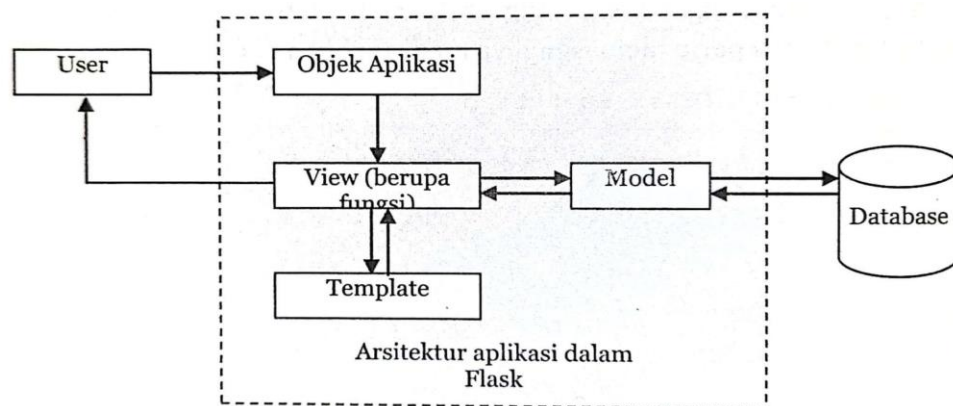 User
Objek Aplikasi
View (berupa
fungsi)
Model
Database
Template
Arsitektur aplikasi dalam
Flask